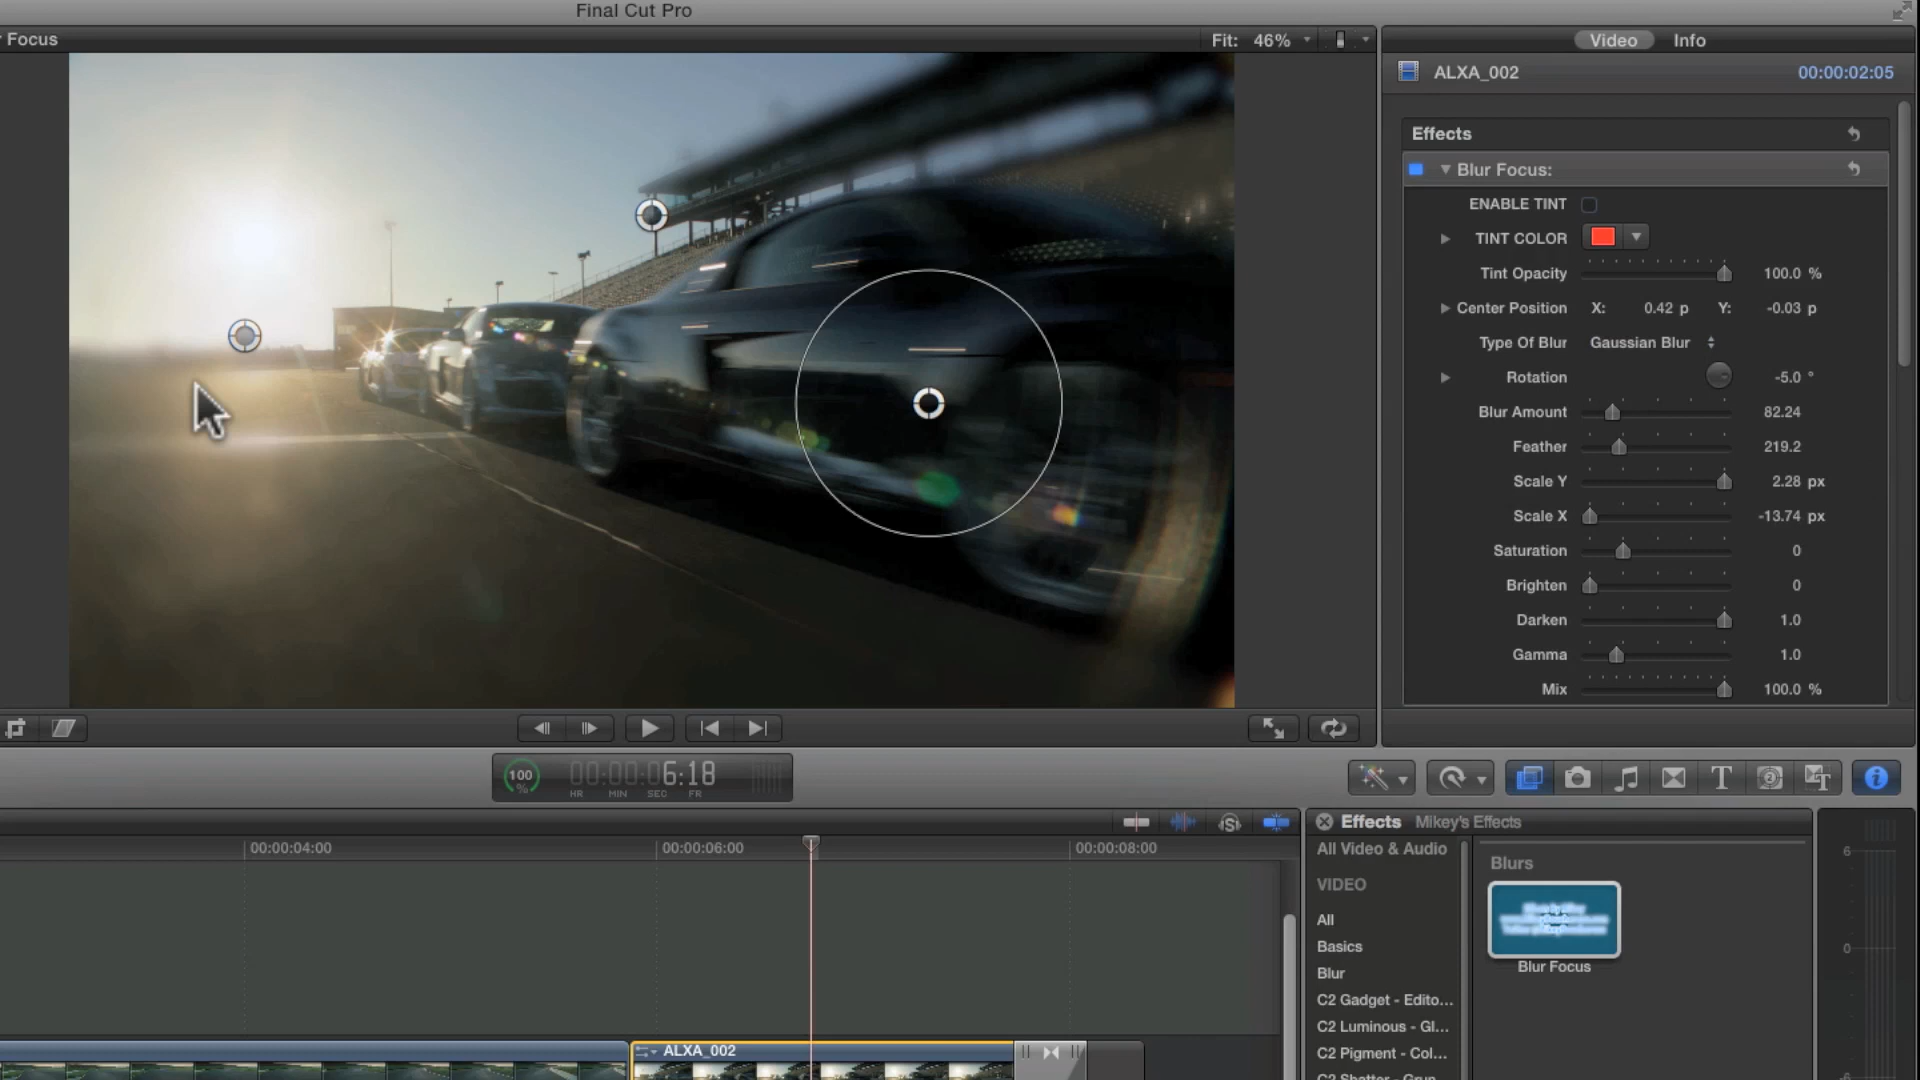 Final Cut Pro
Focus
Fit: 46%
Video
Info
ALXA_002
00:00:02:05
Effects
Blur Focus:
ENABLE TINT
TINT COLOR
Tint Opacity 100.0 %
Center Position X: 0.42 p Y: -0.03 p
Type Of Blur Gaussian Blur
Rotation -5.0 °
Blur Amount 82.24
Feather 219.2
Scale Y 2.28 px
Scale X -13.74 px
Saturation 0
Brighten 0
Darken 1.0
Gamma 1.0
Mix 100.0 %
100 %
00:00:06:18
HR MIN SEC FR
00:00:04:00
00:00:06:00
00:00:08:00
Effects Mikey's Effects
All Video & Audio
VIDEO
All
Basics
Blur
C2 Gadget - Edito...
C2 Luminous - Gl...
C2 Pigment - Col...
Blurs
Blur Focus
6
0
ALXA_002